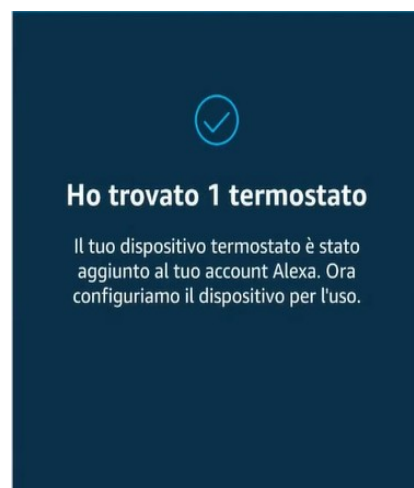 Ho trovato 1 termostato
Il tuo dispositivo termostato è stato
aggiunto al tuo account Alexa. Ora
configuriamo il dispositivo per l'uso.